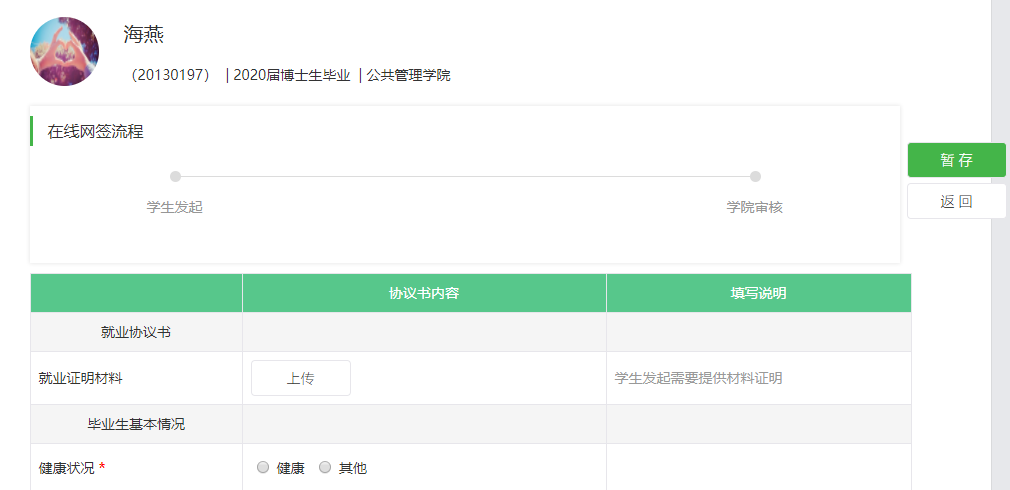 海燕
（20130197） | 2020届博士生毕业 | 公共管理学院
在线网签流程
暂 存
返 回
学生发起 学院审核
协议书内容 填写说明
就业协议书
就业证明材料 上传 学生发起需要提供材料证明
毕业生基本情况
健康状况 * 健康 其他